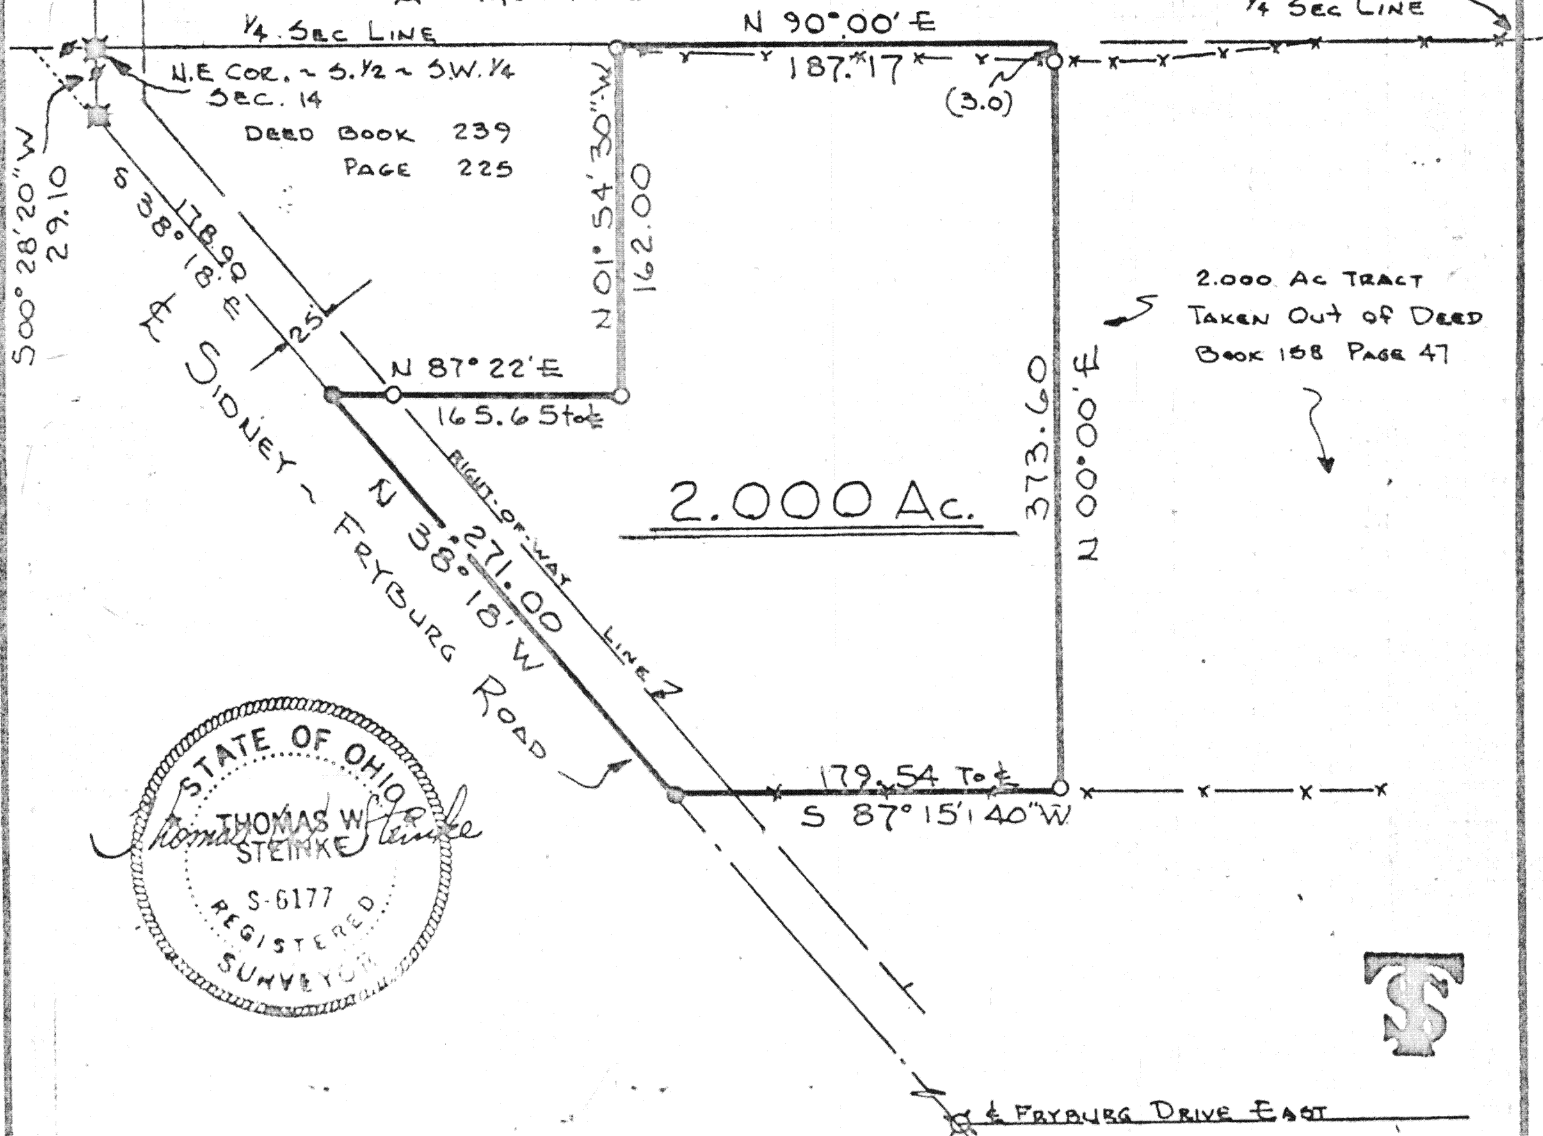 N 90°.00' E
1/4 SEC LINE
1/4 SEC LINE
187.17
(3.0)
N.E COR. ~ S.1/2 ~ S.W.1/4
SEC. 14
DEED BOOK 239
PAGE 225
S00° 28' 20" W
29.10
S 38° 18' E
178.90
25'
N 01° 54' 30" W
162.00
N 87° 22' E
165.65 to ℄
2.000 AC TRACT
TAKEN OUT OF DEED
BOOK 158 PAGE 47
373.60
N 00°00' E
2.000 AC.
RIGHT-OF-WAY LINE
N 38° 18' W
271.00
℄ SIDNEY ~ FRYBURG ROAD
179.54 TO ℄
S 87° 15' 40" W
STATE OF OHIO
THOMAS W
STEINKE
Thomas W Steinke
S-6177
REGISTERED
SURVEYOR
TS
℄ FRYBURG DRIVE EAST